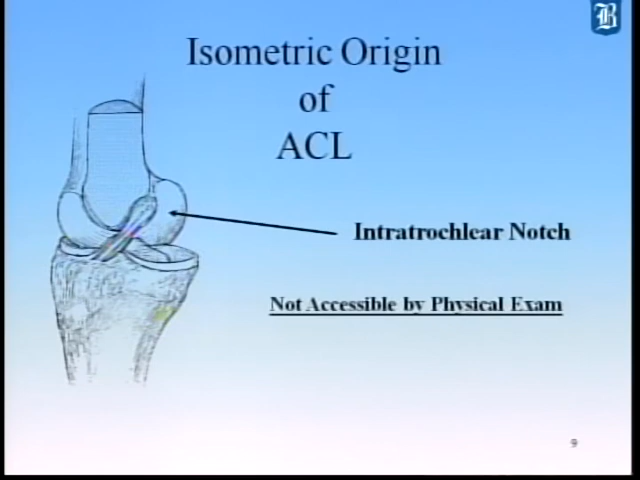 B
Isometric Origin
of
ACL
Intratrochlear Notch
Not Accessible by Physical Exam
9